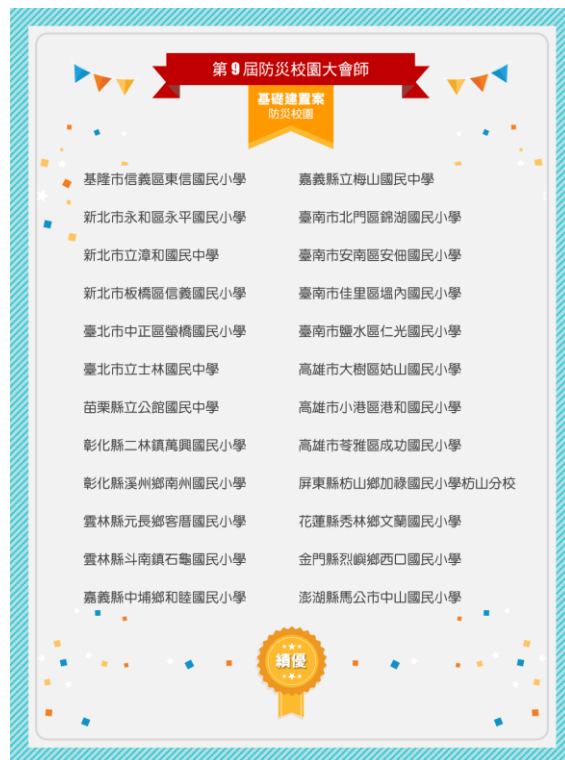 第9屆防災校園大會師
基礎建置案
防災校園
基隆市信義區東信國民小學
新北市永和區永平國民小學
新北市立漳和國民中學
新北市板橋區信義國民小學
臺北市中正區螢橋國民小學
臺北市立士林國民中學
苗栗縣立公館國民中學
彰化縣二林鎮萬興國民小學
彰化縣溪州鄉南州國民小學
雲林縣元長鄉客厝國民小學
雲林縣斗南鎮石龜國民小學
嘉義縣中埔鄉和睦國民小學
嘉義縣立梅山國民中學
臺南市北門區錦湖國民小學
臺南市安南區安佃國民小學
臺南市佳里區塭內國民小學
臺南市鹽水區仁光國民小學
高雄市大樹區姑山國民小學
高雄市小港區港和國民小學
高雄市苓雅區成功國民小學
屏東縣枋山鄉加祿國民小學枋山分校
花蓮縣秀林鄉文蘭國民小學
金門縣烈嶼鄉西口國民小學
澎湖縣馬公市中山國民小學
績優